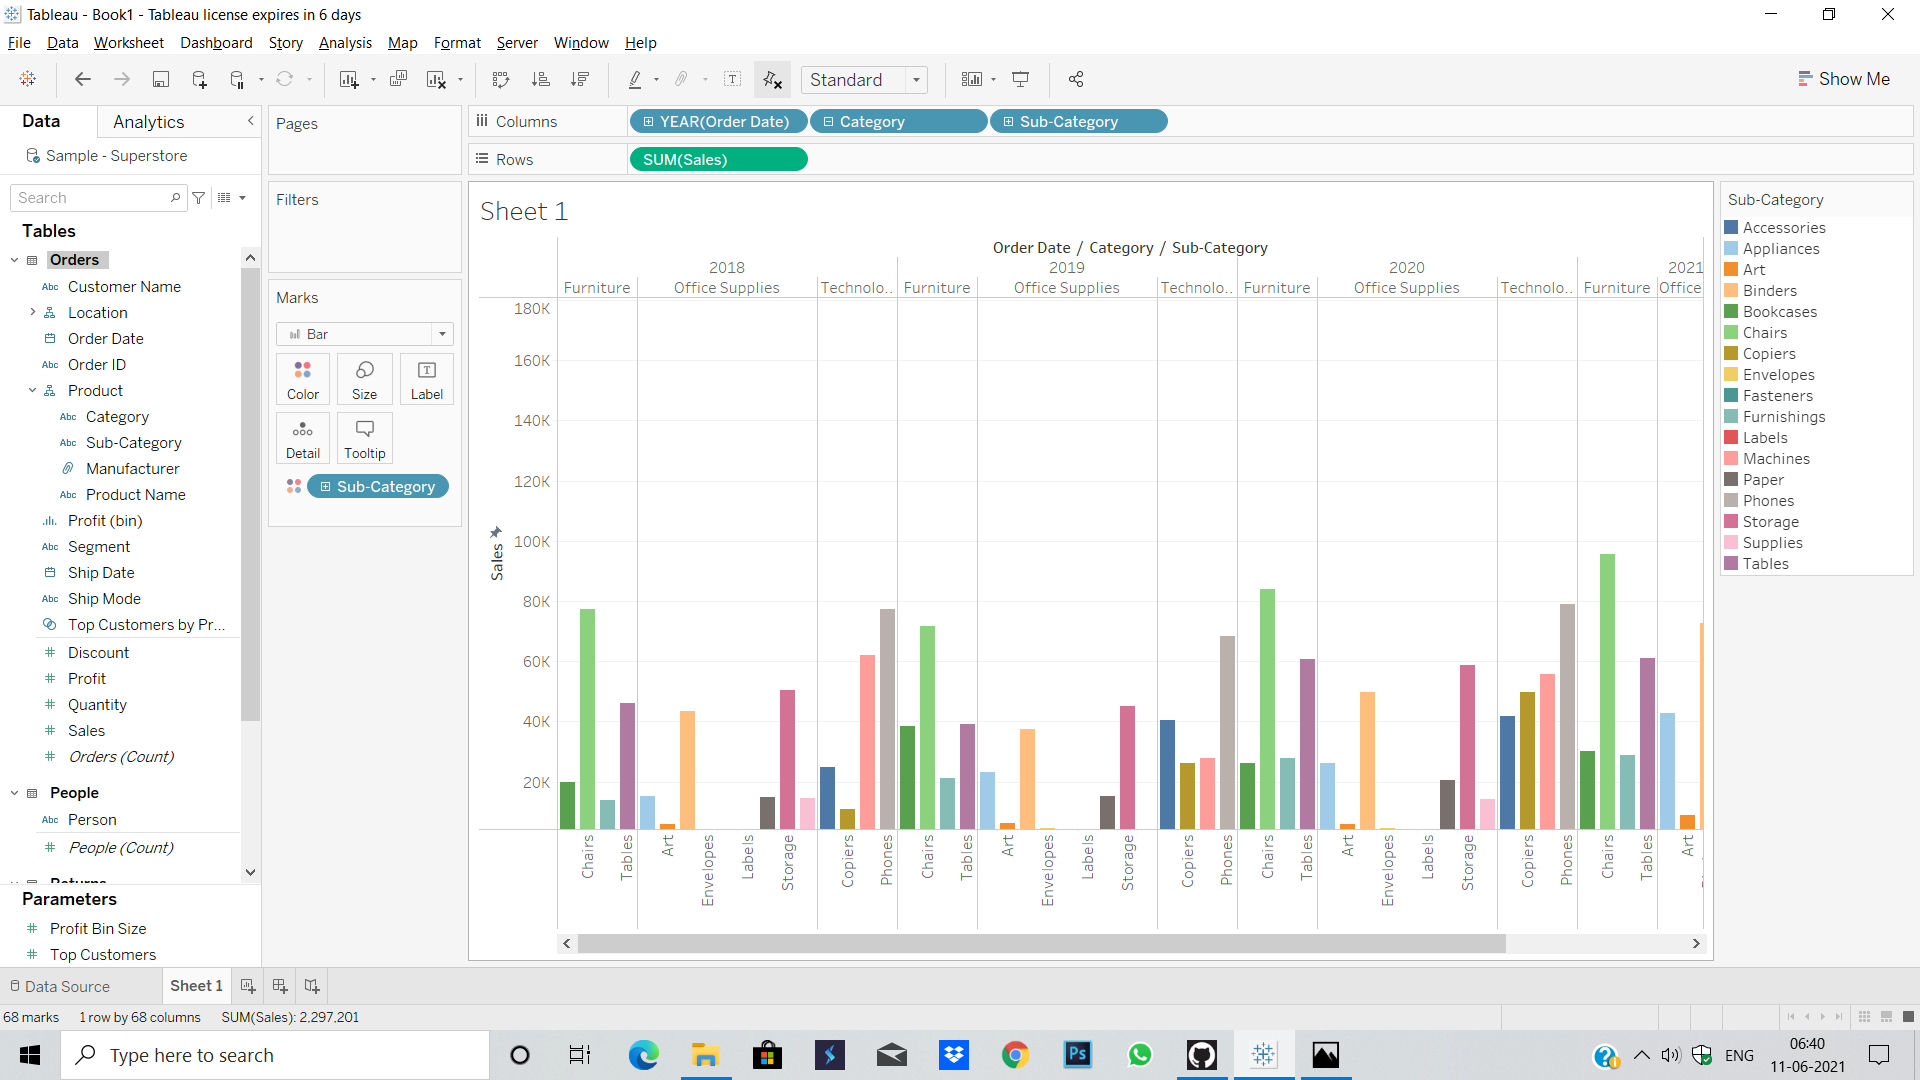 Tableau - Book1 - Tableau license expires in 6 days
File Data Worksheet Dashboard Story Analysis Map Format Server Window Help
Standard
Show Me
Data
Analytics
Sample - Superstore
Search
Tables
Orders
Abc Customer Name
Location
Order Date
Abc Order ID
Product
Abc Category
Abc Sub-Category
Manufacturer
Abc Product Name
Profit (bin)
Abc Segment
Ship Date
Abc Ship Mode
Top Customers by Pr...
# Discount
# Profit
# Quantity
# Sales
# Orders (Count)
People
Abc Person
# People (Count)
Returns
Parameters
# Profit Bin Size
# Top Customers
Pages
Filters
Marks
Bar
Color
Size
Label
Detail
Tooltip
Sub-Category
Columns
YEAR(Order Date)
Category
Sub-Category
Rows
SUM(Sales)
Sheet 1
Order Date / Category / Sub-Category
2018 2019 2020 2021
Furniture Office Supplies Technolo.. Furniture Office Supplies Technolo.. Furniture Office Supplies Technolo.. Furniture Office
180K
160K
140K
120K
100K
80K
60K
40K
20K
Sales
Chairs Tables Art Envelopes Labels Storage Copiers Phones Chairs Tables Art Envelopes Labels Storage Copiers Phones Chairs Tables Art Envelopes Labels Storage Copiers Phones Chairs Tables Art
Sub-Category
Accessories
Appliances
Art
Binders
Bookcases
Chairs
Copiers
Envelopes
Fasteners
Furnishings
Labels
Machines
Paper
Phones
Storage
Supplies
Tables
Data Source
Sheet 1
68 marks 1 row by 68 columns SUM(Sales): 2,297,201
Type here to search
Ps
ENG
06:40
11-06-2021